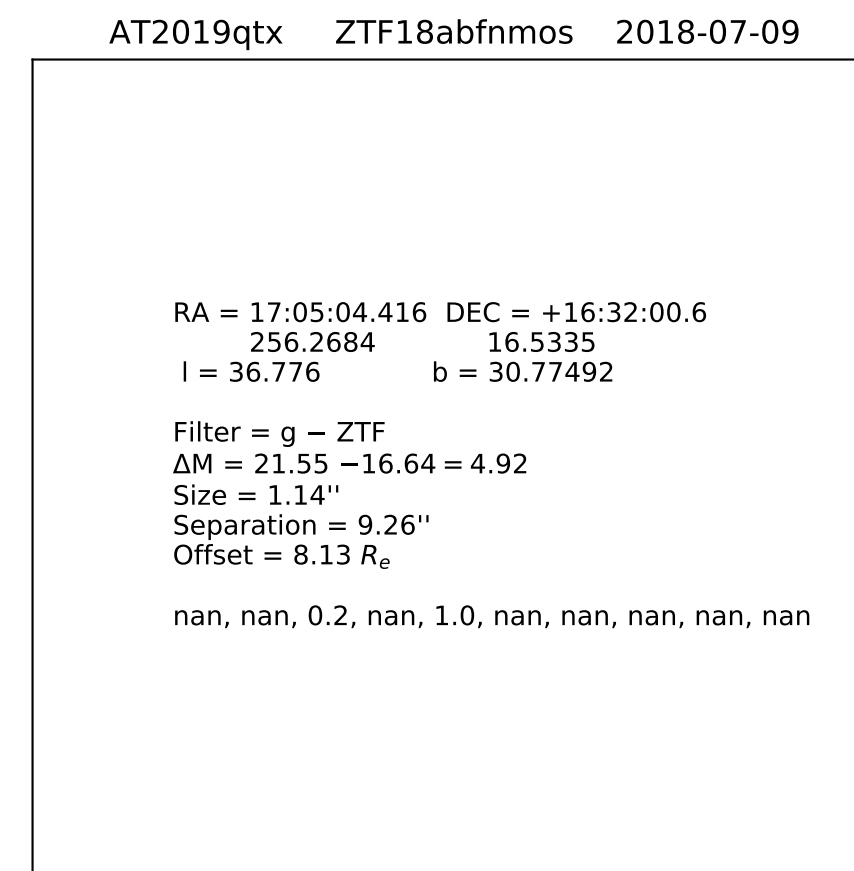 AT2019qtx ZTF18abfnmos 2018-07-09
RA = 17:05:04.416 DEC = +16:32:00.6
256.2684 16.5335
l = 36.776 b = 30.77492
Filter = g − ZTF
ΔM = 21.55 −16.64 = 4.92
Size = 1.14''
Separation = 9.26''
Offset = 8.13 Rₑ
nan, nan, 0.2, nan, 1.0, nan, nan, nan, nan, nan